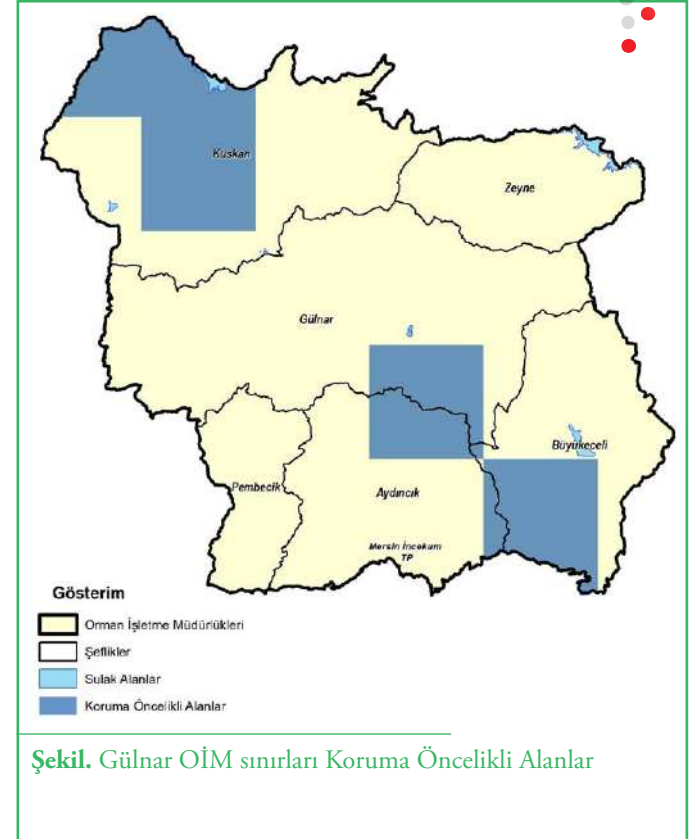 Kuskan
Zeyne
Gülnar
Büyükeceli
Pembecik
Aydıncık
Mersin İncekum
TP
Gösterim
Orman İşletme Müdürlükleri
Şeflikler
Sulak Alanlar
Koruma Öncelikli Alanlar
Şekil. Gülnar OİM sınırları Koruma Öncelikli Alanlar